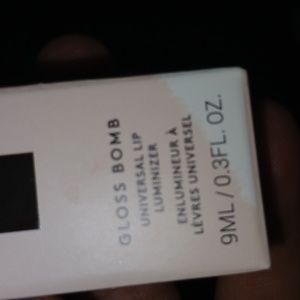 GLOSS BOMB
UNIVERSAL LIP
LUMINIZER
ENLUMINEUR À
LÈVRES UNIVERSEL
9ML / 0.3FL. OZ.